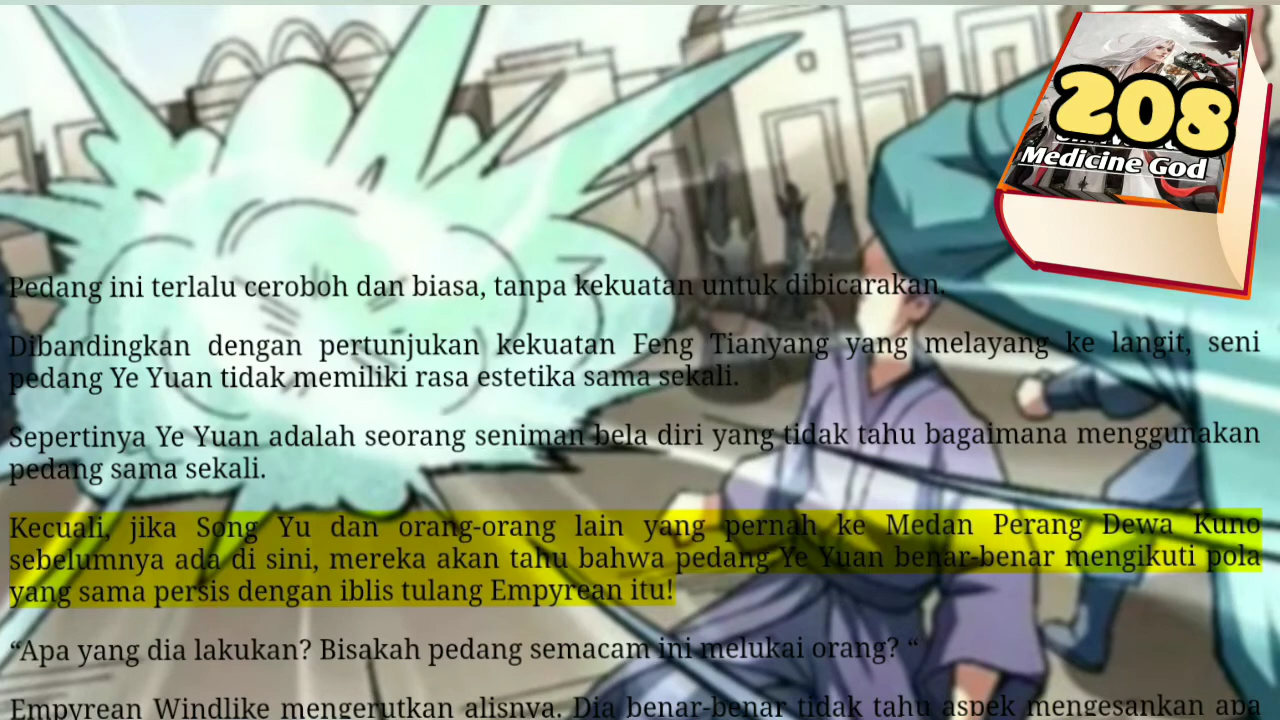 208
Medicine God
Pedang ini terlalu ceroboh dan biasa, tanpa kekuatan untuk dibicarakan.
Dibandingkan dengan pertunjukan kekuatan Feng Tianyang yang melayang ke langit, seni
pedang Ye Yuan tidak memiliki rasa estetika sama sekali.
Sepertinya Ye Yuan adalah seorang seniman bela diri yang tidak tahu bagaimana menggunakan
pedang sama sekali.
Kecuali, jika Song Yu dan orang-orang lain yang pernah ke Medan Perang Dewa Kuno
sebelumnya ada di sini, mereka akan tahu bahwa pedang Ye Yuan benar-benar mengikuti pola
yang sama persis dengan iblis tulang Empyrean itu!
“Apa yang dia lakukan? Bisakah pedang semacam ini melukai orang? “
Empyrean Windlike mengerutkan alisnya. Dia benar-benar tidak tahu aspek mengesankan apa